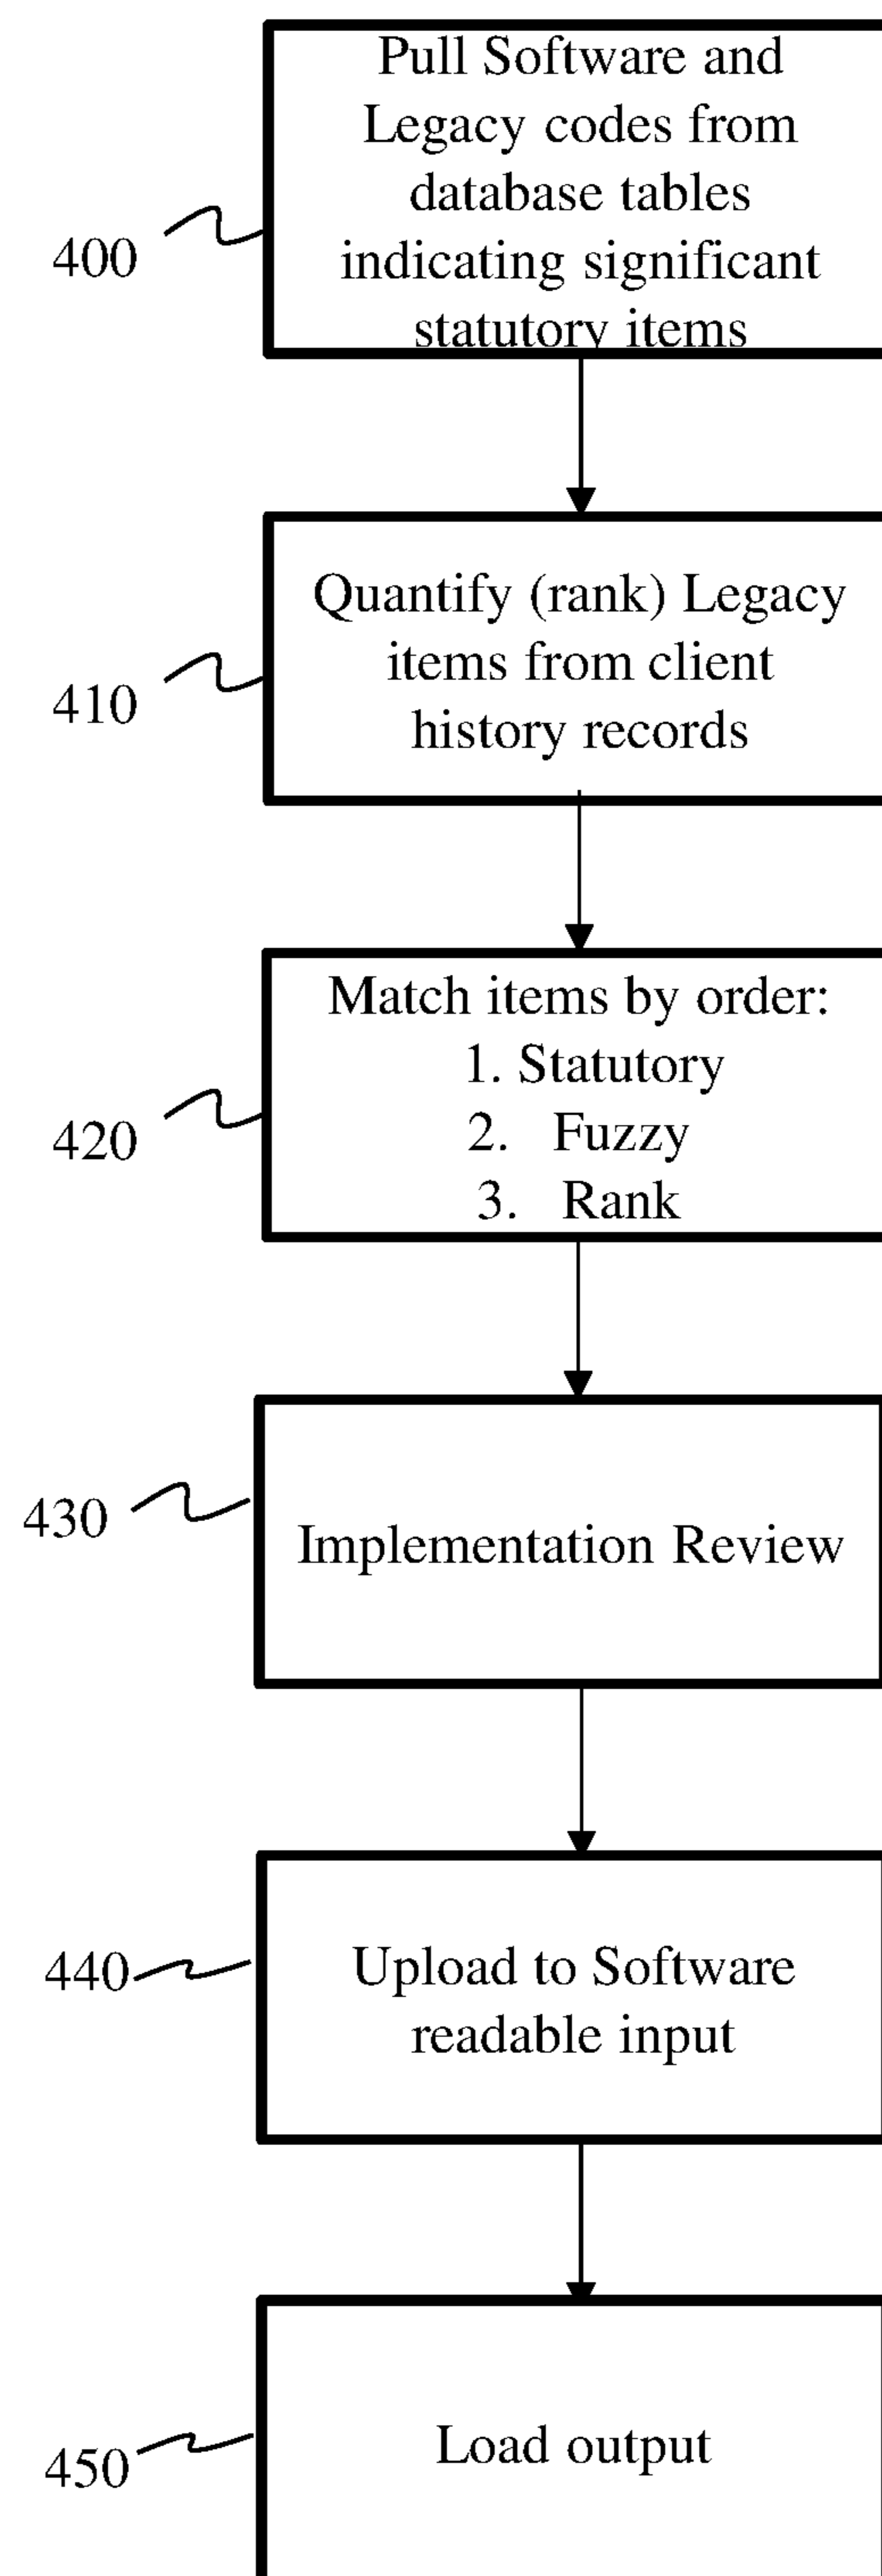 Pull Software and
Legacy codes from
database tables
indicating significant
statutory items
400
Quantify (rank) Legacy
items from client
history records
410
Match items by order:
1. Statutory
2. Fuzzy
3. Rank
420
Implementation Review
430
Upload to Software
readable input
440
Load output
450